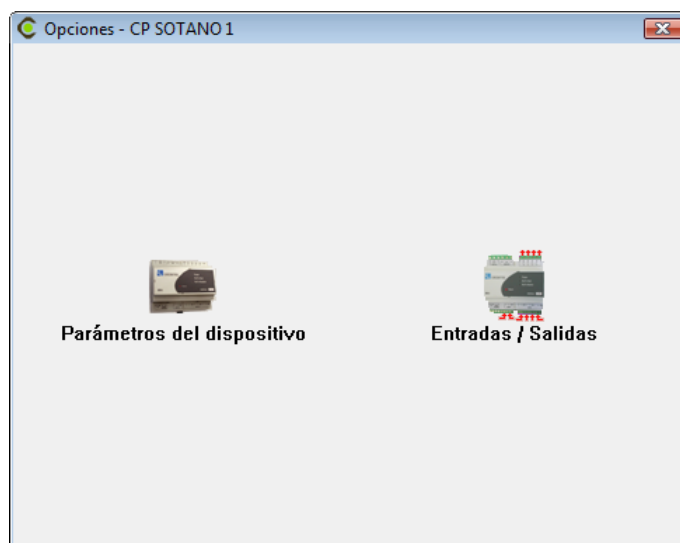 Opciones - CP SOTANO 1
Parámetros del dispositivo
Entradas / Salidas